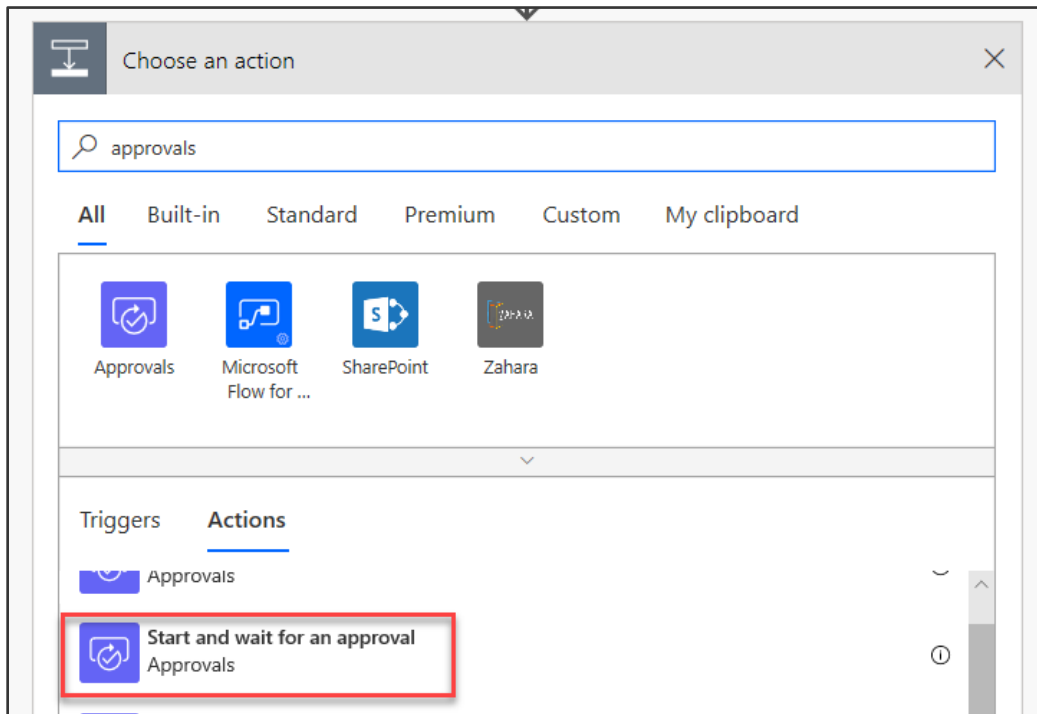 Choose an action
approvals
All Built-in Standard Premium Custom My clipboard
Approvals Microsoft SharePoint Zahara
Flow for ...
S
ZAHARA
Triggers Actions
Approvals
Start and wait for an approval
Approvals